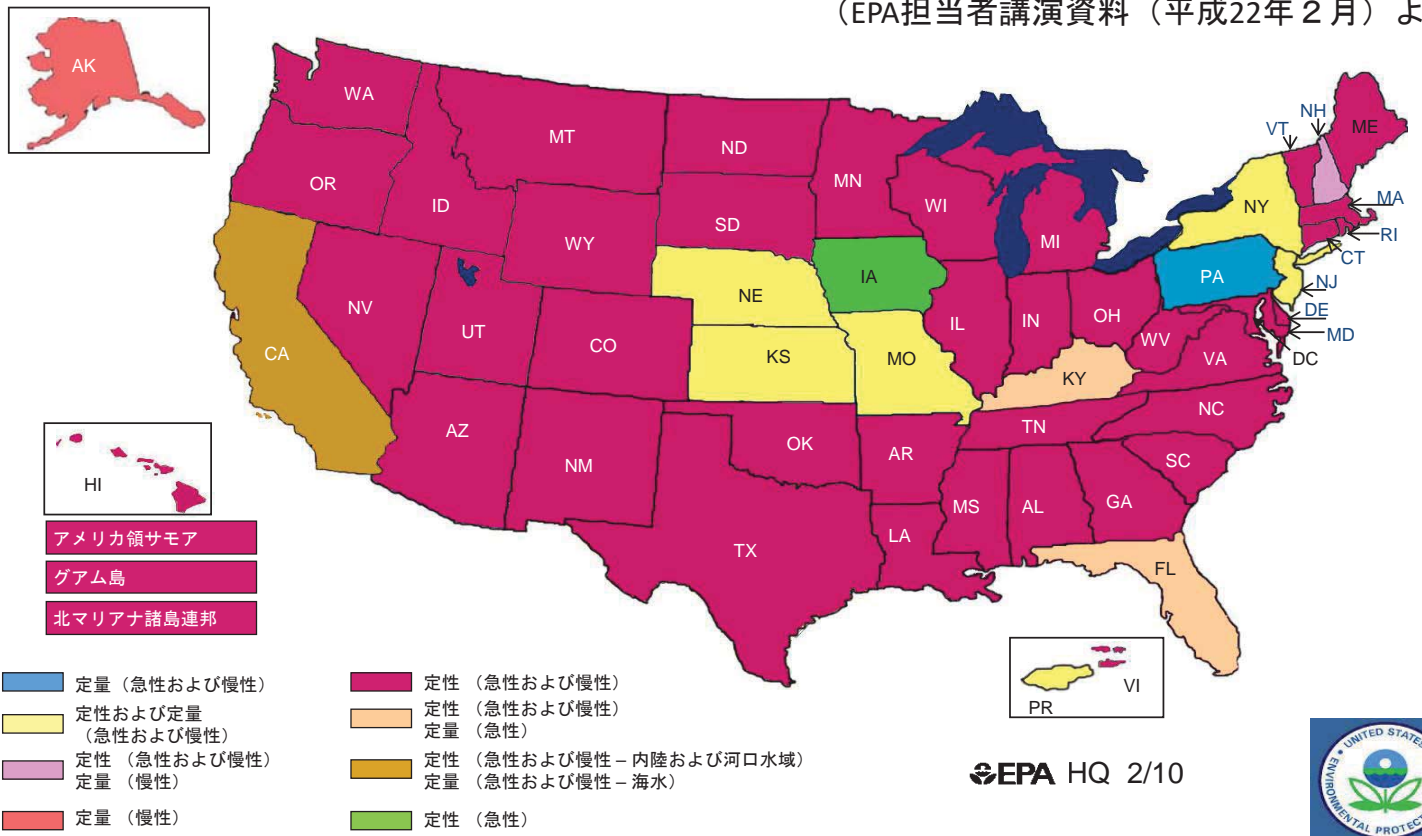 （EPA担当者講演資料（平成22年２月）よ
AK
WA
MT
ND
MN
OR
ID
WY
SD
WI
MI
VT
NH
ME
NY
MA
RI
CT
PA
NJ
DE
MD
DC
NE
IA
NV
UT
CO
KS
MO
IL
IN
OH
WV
VA
KY
CA
AZ
NM
OK
AR
TN
NC
SC
MS
AL
GA
LA
TX
FL
HI
アメリカ領サモア
グアム島
北マリアナ諸島連邦
PR
VI
定量（急性および慢性）
定性および定量
（急性および慢性）
定性（急性および慢性）
定量（慢性）
定量（慢性）
定性（急性および慢性）
定性（急性および慢性）
定量（急性）
定性（急性および慢性 – 内陸および河口水域）
定量（急性および慢性 – 海水）
定性（急性）
EPA HQ 2/10
UNITED STATE
ENVIRONMENTAL PROTEC